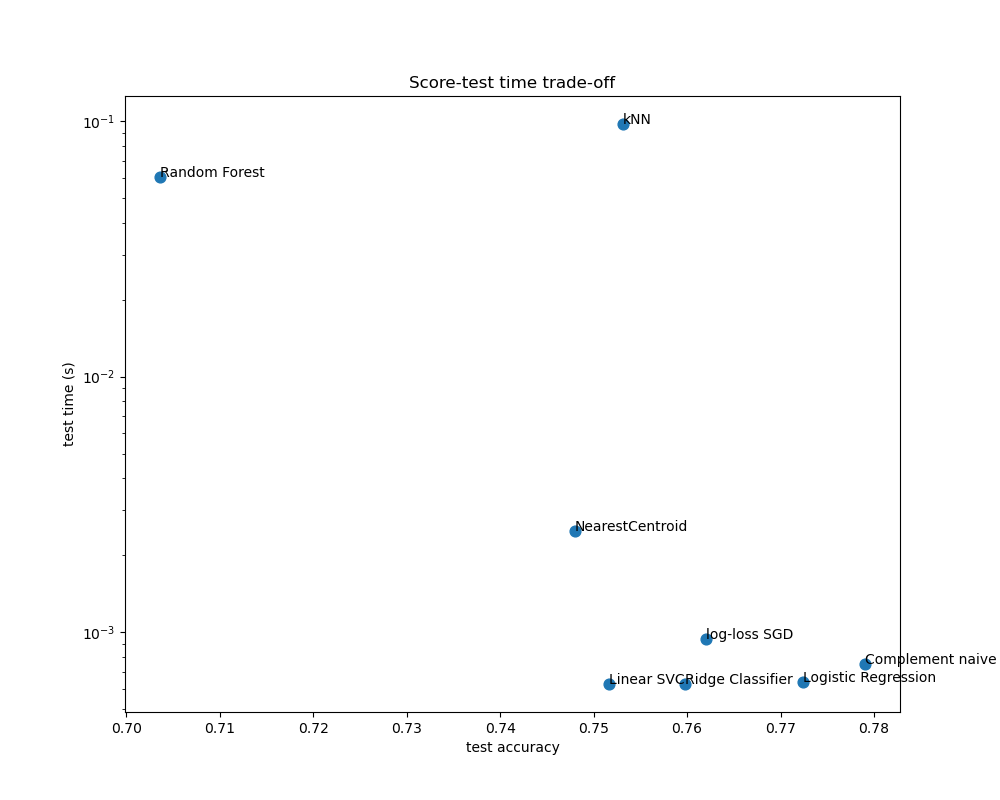 Score-test time trade-off
10⁻¹
kNN
Random Forest
10⁻²
test time (s)
NearestCentroid
10⁻³
log-loss SGD
Complement naive
Linear SVC
Ridge Classifier
Logistic Regression
0.70 0.71 0.72 0.73 0.74 0.75 0.76 0.77 0.78
test accuracy